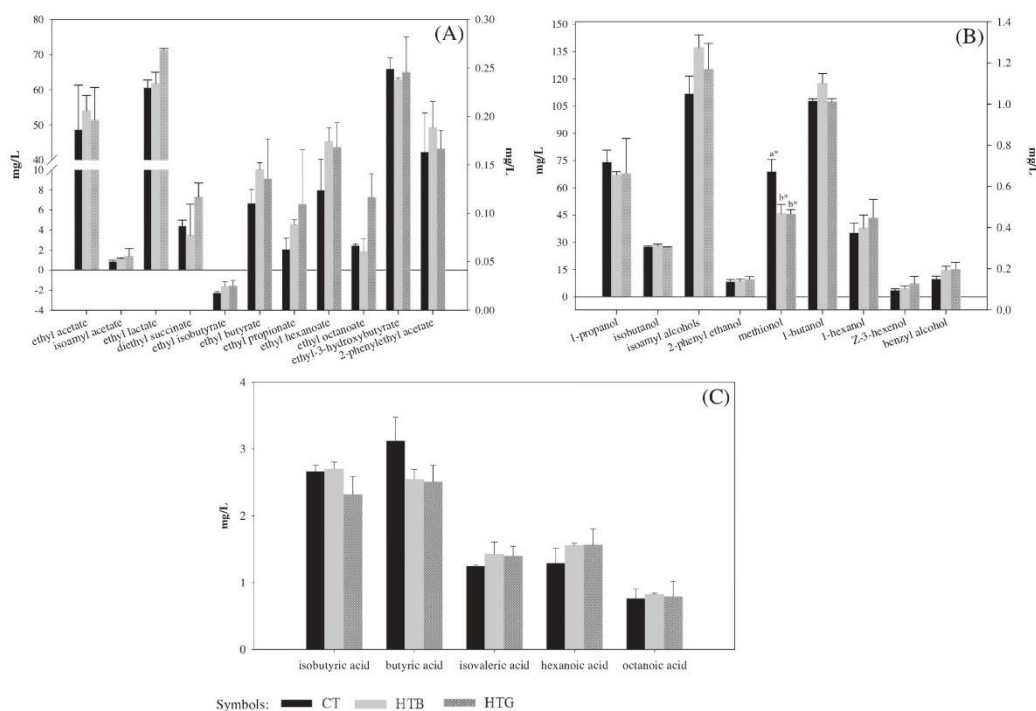 (A)
80
70
60
50
40
10
8
6
4
2
0
-2
-4
mg/L
0.30
0.25
0.20
0.15
0.10
0.05
0.00
mg/L
ethyl acetate
isoamyl acetate
ethyl lactate
diethyl succinate
ethyl isobutyrate
ethyl butyrate
ethyl propionate
ethyl hexanoate
ethyl octanoate
ethyl-3-hydroxybutyrate
2-phenylethyl acetate
(B)
150
135
120
105
90
75
60
45
30
15
0
mg/L
1.4
1.2
1.0
0.8
0.6
0.4
0.2
0.0
mg/L
a*
b*
b*
1-propanol
isobutanol
isoamyl alcohols
2-phenyl ethanol
methionol
1-butanol
1-hexanol
Z-3-hexenol
benzyl alcohol
(C)
4
3
2
1
0
mg/L
isobutyric acid butyric acid isovaleric acid hexanoic acid octanoic acid
Symbols: CT HTB HTG